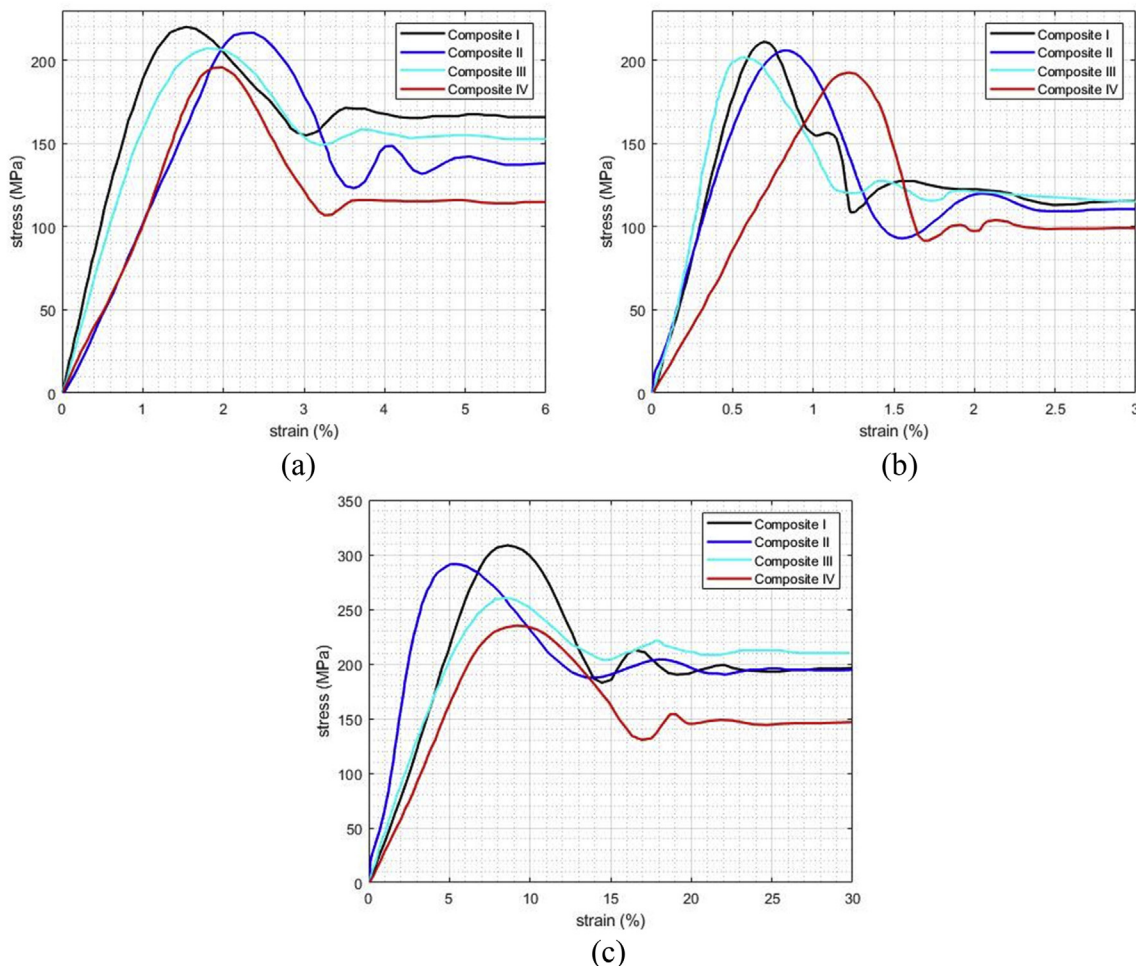 Composite I
Composite II
Composite III
Composite IV
200
150
100
50
0
stress (MPa)
0 1 2 3 4 5 6
strain (%)
(a)
Composite I
Composite II
Composite III
Composite IV
200
150
100
50
0
stress (MPa)
0 0.5 1 1.5 2 2.5 3
strain (%)
(b)
350
300
250
200
150
100
50
0
stress (MPa)
Composite I
Composite II
Composite III
Composite IV
0 5 10 15 20 25 30
strain (%)
(c)